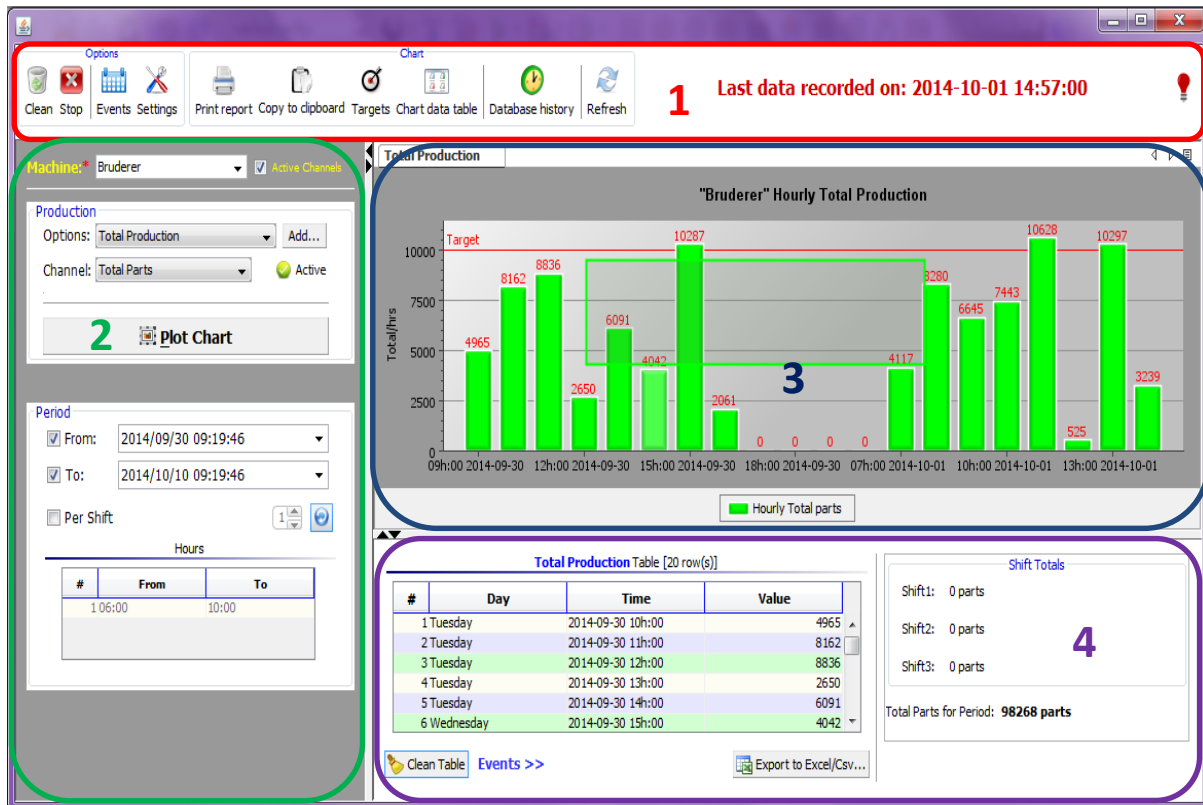 Options
Chart
Clean Stop Events Settings Print report Copy to clipboard Targets Chart data table Database history Refresh
1
Last data recorded on: 2014-10-01 14:57:00
Machine:* Bruderer Active Channels
Production
Options: Total Production Add...
Channel: Total Parts Active
2
Plot Chart
Period
From: 2014/09/30 09:19:46
To: 2014/10/10 09:19:46
Per Shift 1
Hours
# From To
1 06:00 10:00
Total Production
"Bruderer" Hourly Total Production
Total/hrs
10000
7500
5000
2500
0
Target
4965 8162 8836 2650 6091 4042 10287 2061 0 0 0 0 4117 8280 6645 7443 10628 525 10297 3239
3
09h:00 2014-09-30 12h:00 2014-09-30 15h:00 2014-09-30 18h:00 2014-09-30 07h:00 2014-10-01 10h:00 2014-10-01 13h:00 2014-10-01
Hourly Total parts
Total Production Table [20 row(s)]
# Day Time Value
1 Tuesday 2014-09-30 10h:00 4965
2 Tuesday 2014-09-30 11h:00 8162
3 Tuesday 2014-09-30 12h:00 8836
4 Tuesday 2014-09-30 13h:00 2650
5 Tuesday 2014-09-30 14h:00 6091
6 Wednesday 2014-09-30 15h:00 4042
Clean Table Events >> Export to Excel/Csv...
Shift Totals
Shift1: 0 parts
Shift2: 0 parts
Shift3: 0 parts
4
Total Parts for Period: 98268 parts